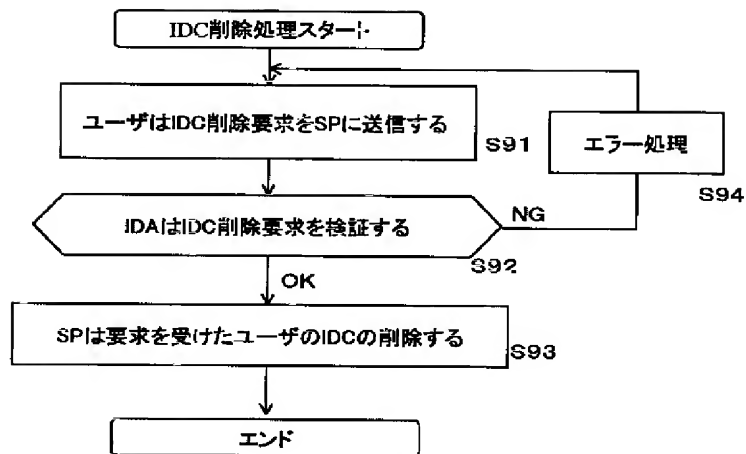 IDC削除処理スタート
ユーザはIDC削除要求をSPに送信する
S91
エラー処理
S94
IDAはIDC削除要求を検証する
NG
S92
OK
SPは要求を受けたユーザのIDCの削除する
S93
エンド